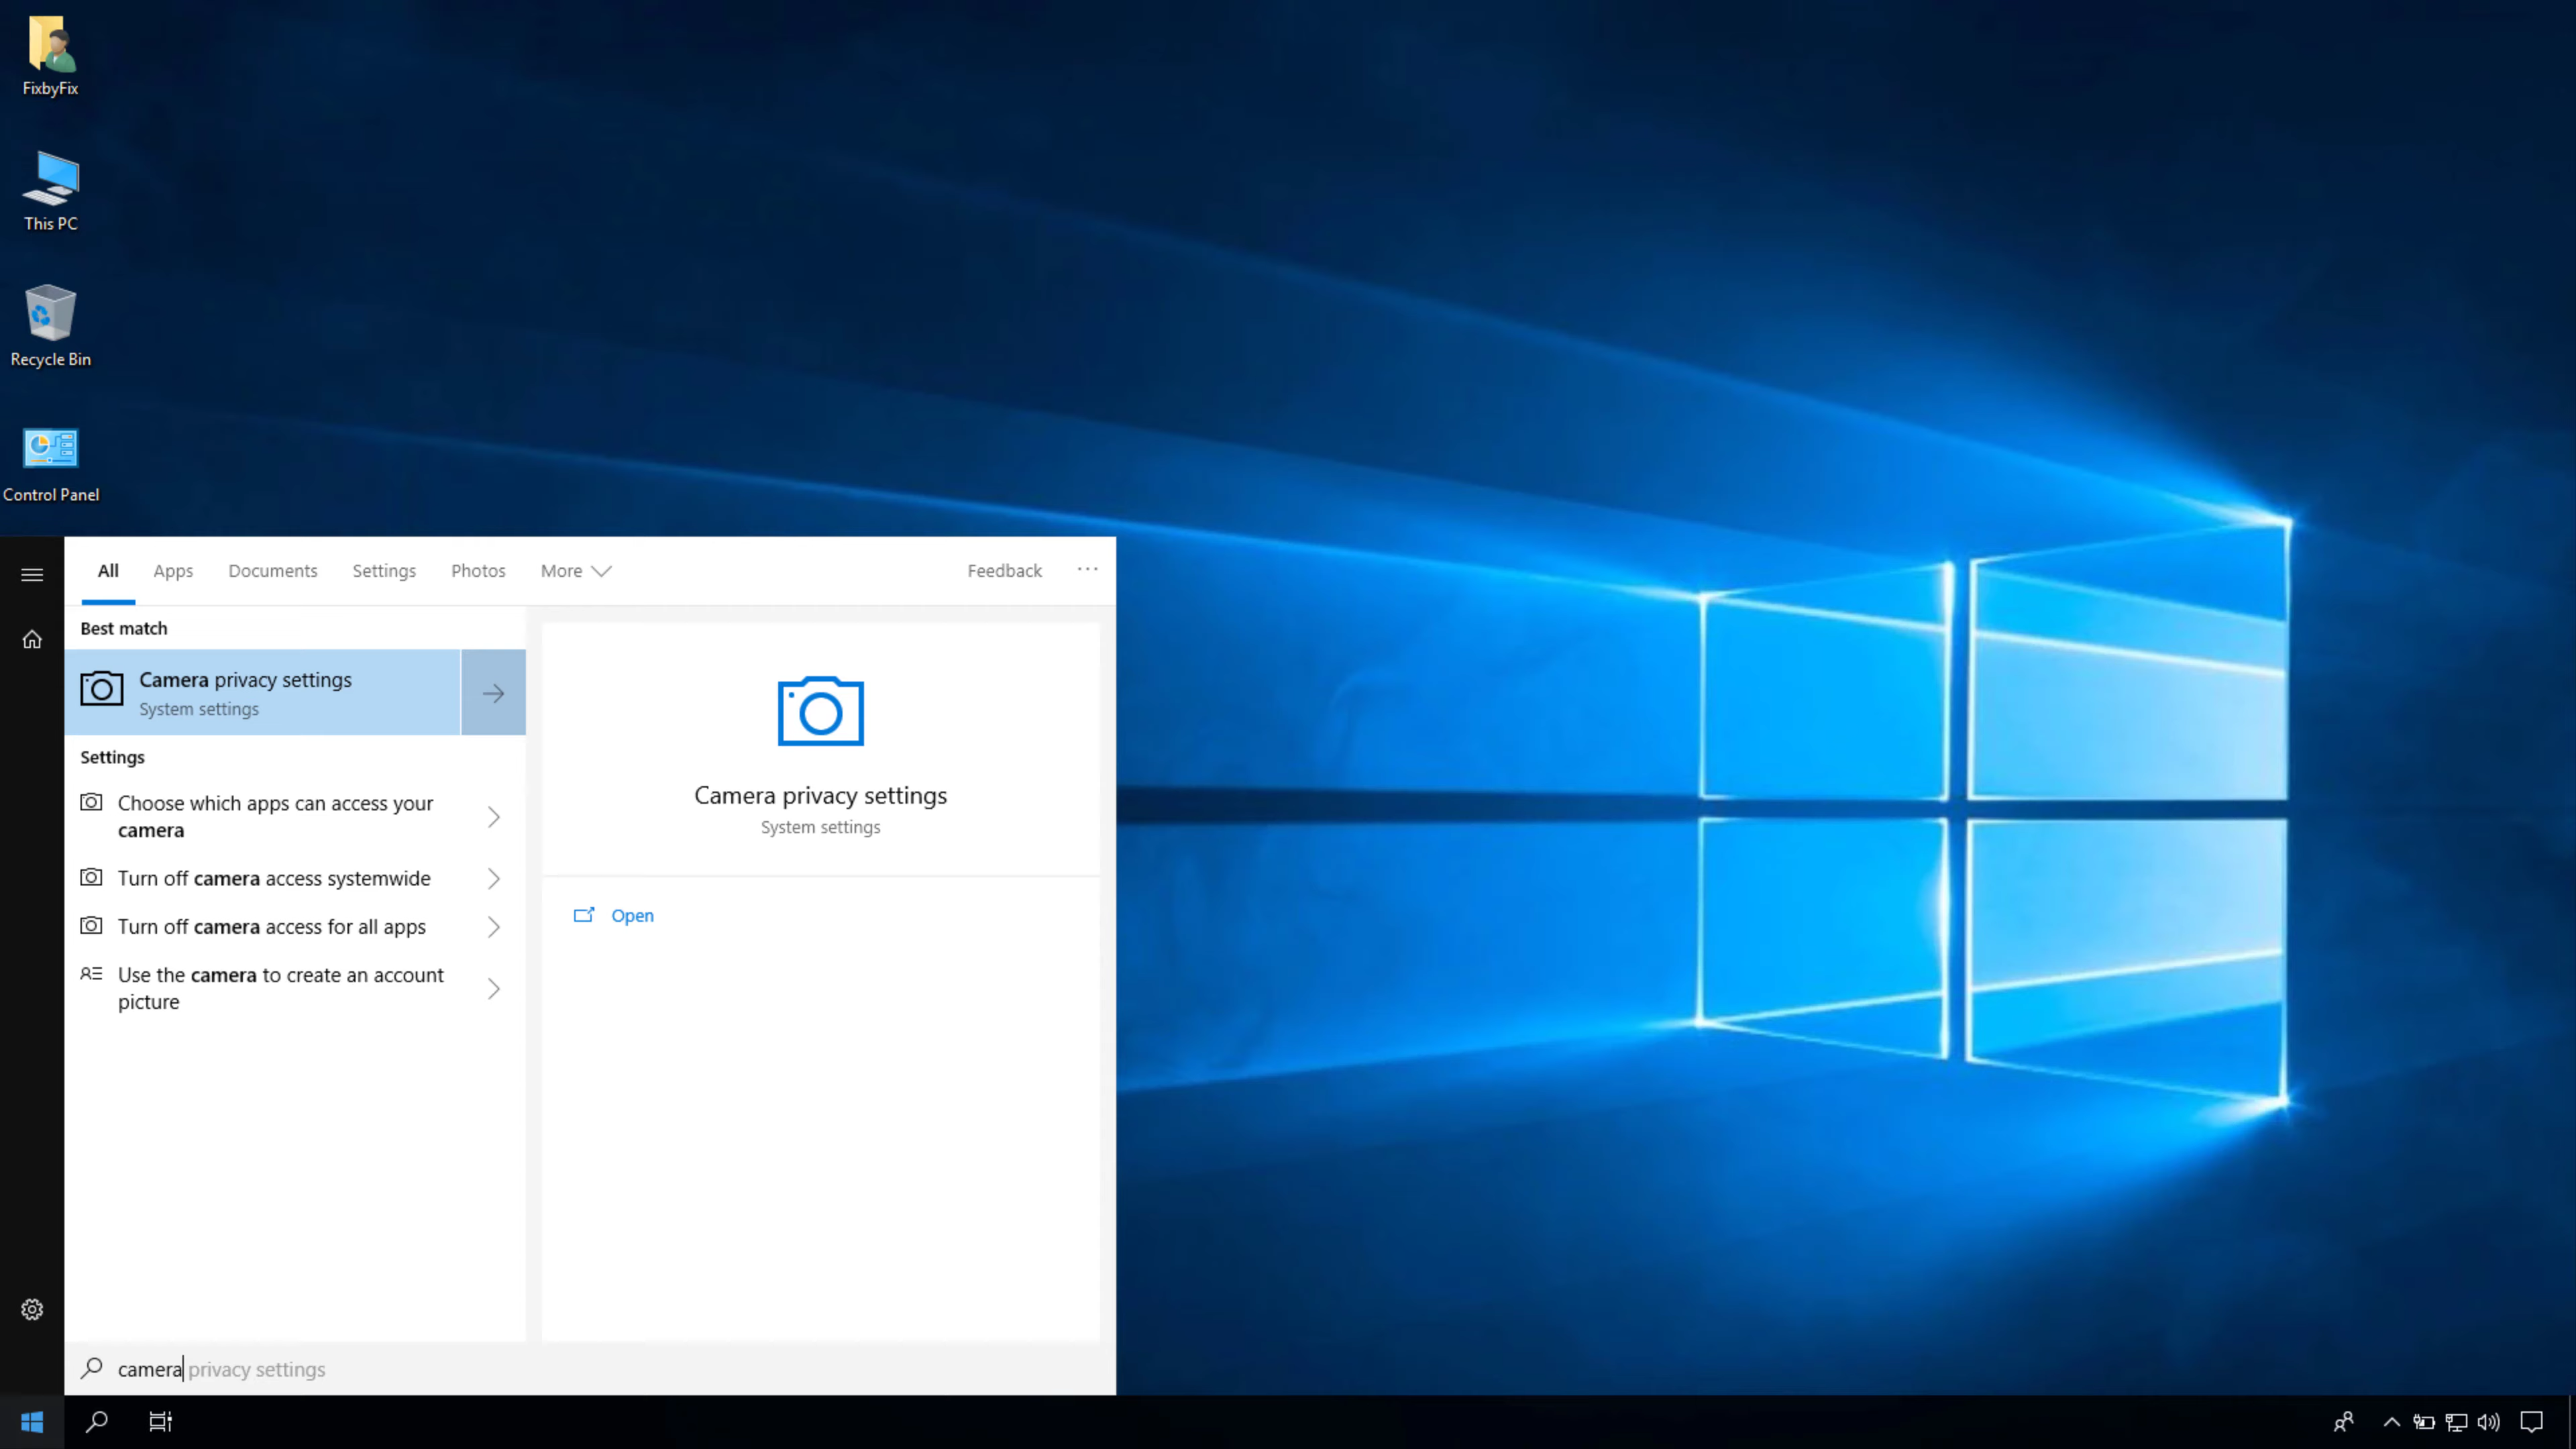 FixbyFix
This PC
Recycle Bin
Control Panel
All Apps Documents Settings Photos More Feedback ...
Best match
Camera privacy settings
System settings
Settings
Choose which apps can access your
camera
Turn off camera access systemwide
Turn off camera access for all apps
Use the camera to create an account
picture
Camera privacy settings
System settings
Open
camera privacy settings